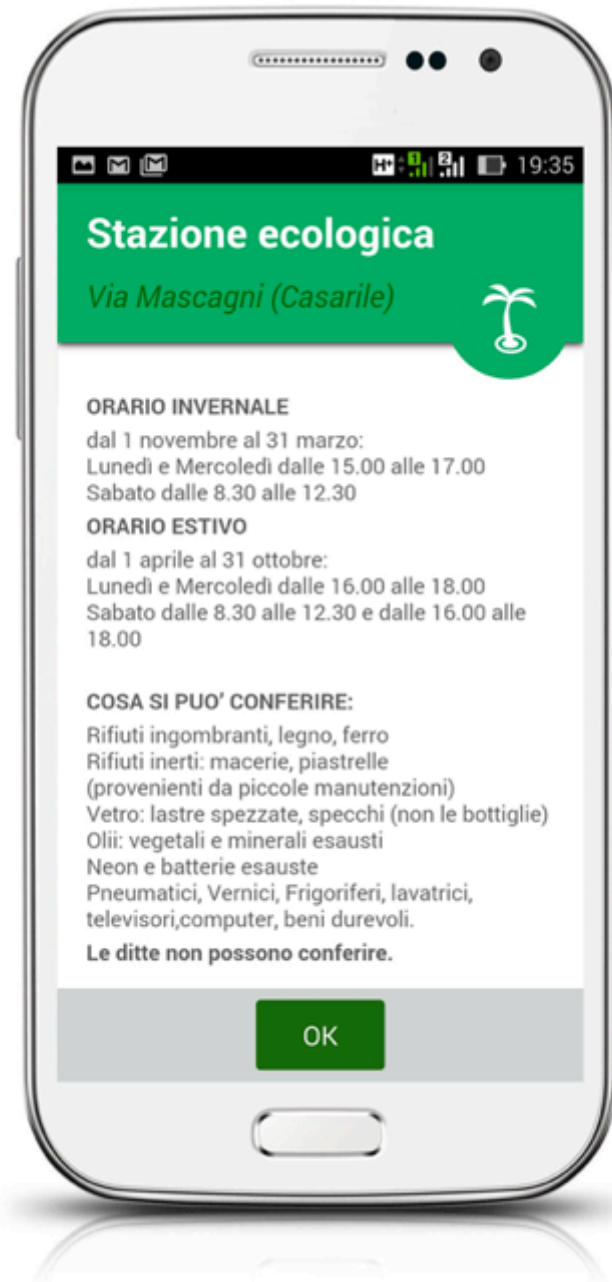 H+ 1 2 19:35
Stazione ecologica
Via Mascagni (Casarile)
ORARIO INVERNALE
dal 1 novembre al 31 marzo:
Lunedì e Mercoledì dalle 15.00 alle 17.00
Sabato dalle 8.30 alle 12.30
ORARIO ESTIVO
dal 1 aprile al 31 ottobre:
Lunedì e Mercoledì dalle 16.00 alle 18.00
Sabato dalle 8.30 alle 12.30 e dalle 16.00 alle
18.00
COSA SI PUO’ CONFERIRE:
Rifiuti ingombranti, legno, ferro
Rifiuti inerti: macerie, piastrelle
(provenienti da piccole manutenzioni)
Vetro: lastre spezzate, specchi (non le bottiglie)
Olii: vegetali e minerali esausti
Neon e batterie esauste
Pneumatici, Vernici, Frigoriferi, lavatrici,
televisori,computer, beni durevoli.
Le ditte non possono conferire.
OK